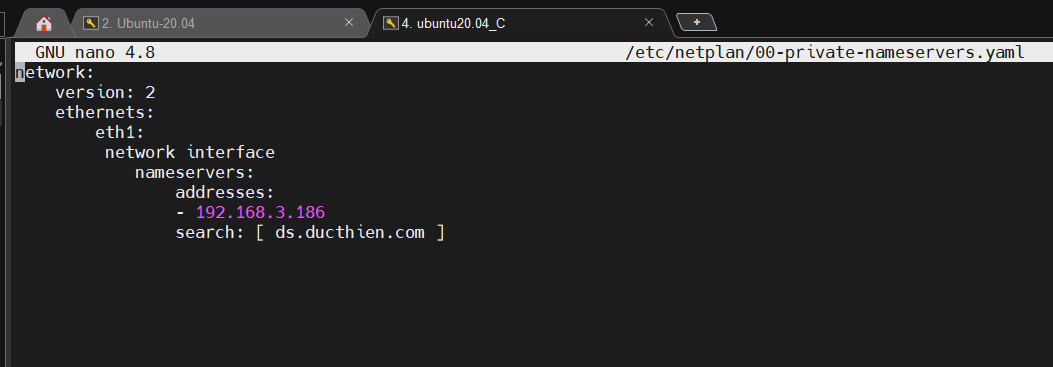 2. Ubuntu-20.04
4. ubuntu20.04_C
GNU nano 4.8 /etc/netplan/00-private-nameservers.yaml
network:
version: 2
ethernets:
eth1:
network interface
nameservers:
addresses:
- 192.168.3.186
search: [ ds.ducthien.com ]